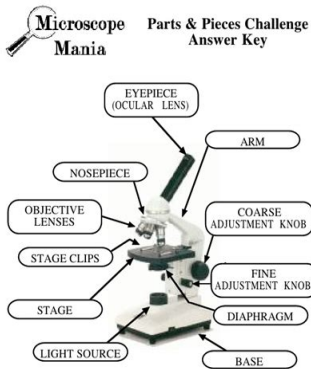 Microscope
Mania
Parts & Pieces Challenge
Answer Key
EYEPIECE
(OCULAR LENS)
ARM
NOSEPIECE
OBJECTIVE
LENSES
COARSE
ADJUSTMENT KNOB
STAGE CLIPS
FINE
ADJUSTMENT KNOB
STAGE
DIAPHRAGM
LIGHT SOURCE
BASE